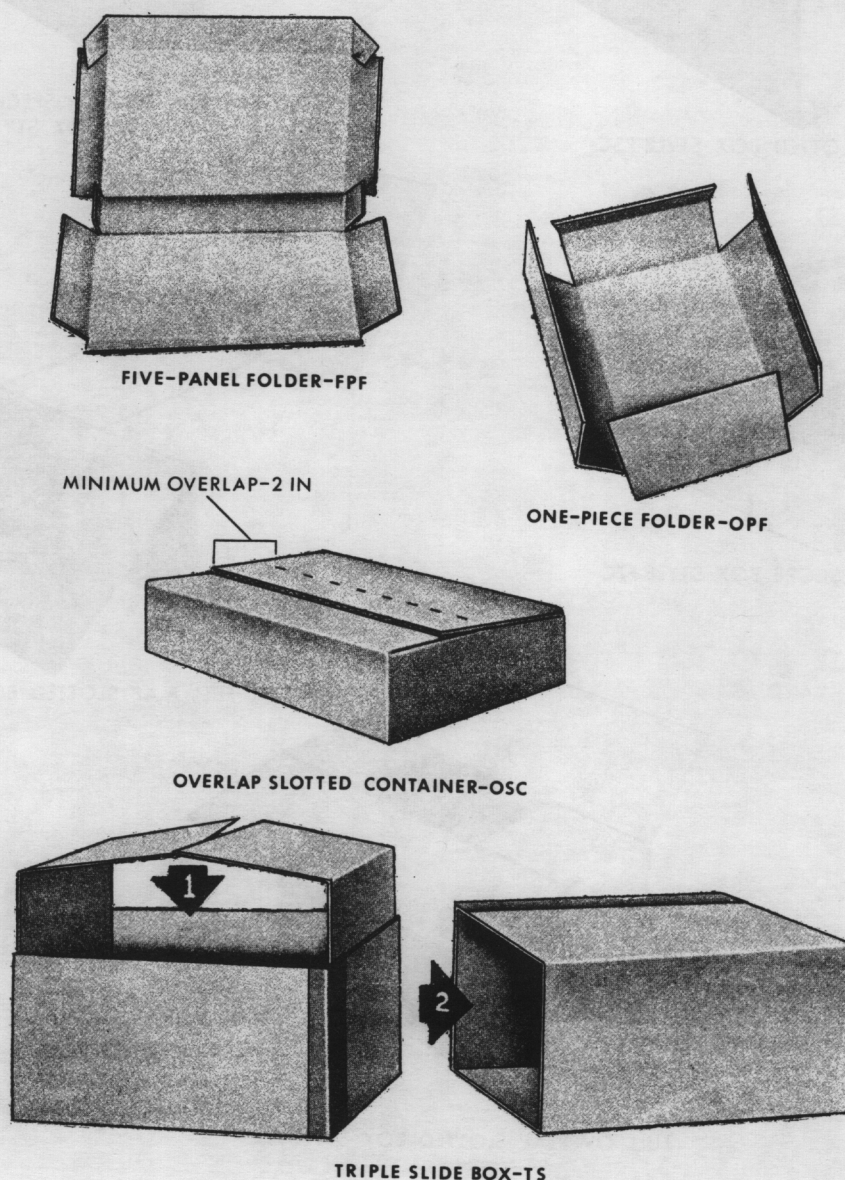 FIVE-PANEL FOLDER-FPF
ONE-PIECE FOLDER-OPF
MINIMUM OVERLAP-2 IN
OVERLAP SLOTTED CONTAINER-OSC
1
2
TRIPLE SLIDE BOX-TS